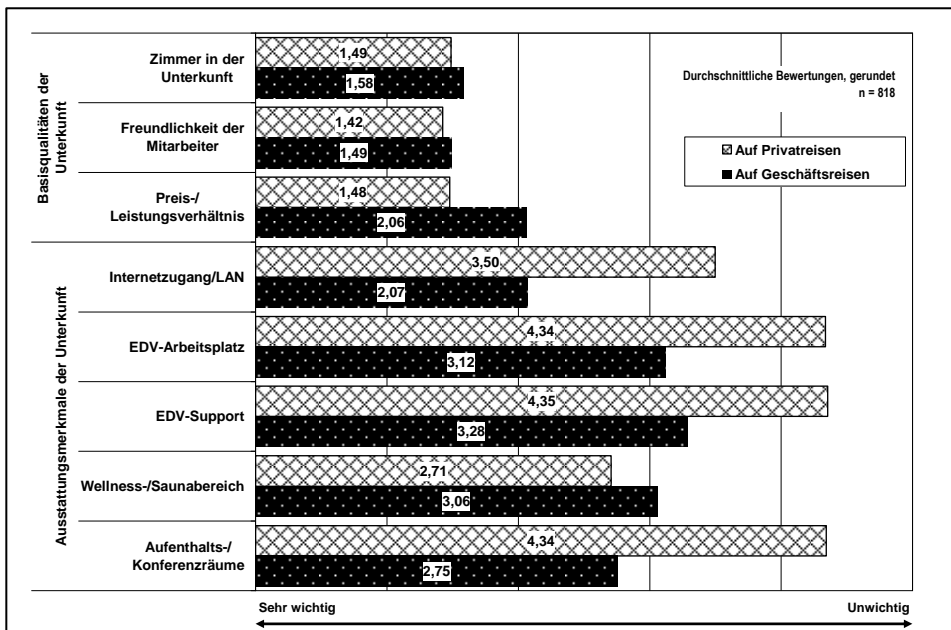 Basisqualitäten der
Unterkunft
Zimmer in der
Unterkunft
1,49
1,58
Freundlichkeit der
Mitarbeiter
1,42
1,49
Preis-/
Leistungsverhältnis
1,48
2,06
Durchschnittliche Bewertungen, gerundet
n = 818
Auf Privatreisen
Auf Geschäftsreisen
Ausstattungsmerkmale der Unterkunft
Internetzugang/LAN
3,50
2,07
EDV-Arbeitsplatz
4,34
3,12
EDV-Support
4,35
3,28
Wellness-/Saunabereich
2,71
3,06
Aufenthalts-/
Konferenzräume
4,34
2,75
Sehr wichtig
Unwichtig